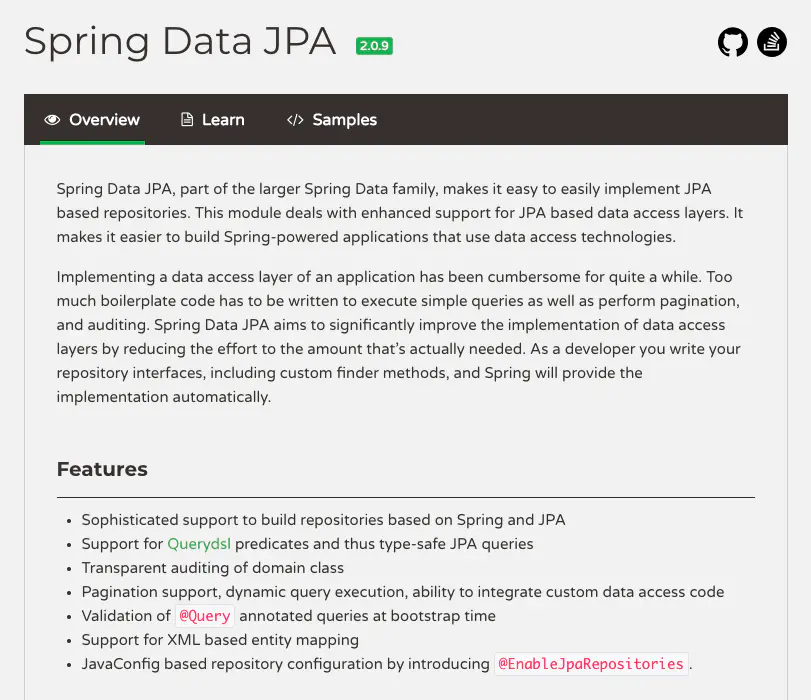 Spring Data JPA 2.0.9
Overview Learn Samples
Spring Data JPA, part of the larger Spring Data family, makes it easy to easily implement JPA
based repositories. This module deals with enhanced support for JPA based data access layers. It
makes it easier to build Spring-powered applications that use data access technologies.
Implementing a data access layer of an application has been cumbersome for quite a while. Too
much boilerplate code has to be written to execute simple queries as well as perform pagination,
and auditing. Spring Data JPA aims to significantly improve the implementation of data access
layers by reducing the effort to the amount that’s actually needed. As a developer you write your
repository interfaces, including custom finder methods, and Spring will provide the
implementation automatically.
Features
• Sophisticated support to build repositories based on Spring and JPA
• Support for Querydsl predicates and thus type-safe JPA queries
• Transparent auditing of domain class
• Pagination support, dynamic query execution, ability to integrate custom data access code
• Validation of @Query annotated queries at bootstrap time
• Support for XML based entity mapping
• JavaConfig based repository configuration by introducing @EnableJpaRepositories.